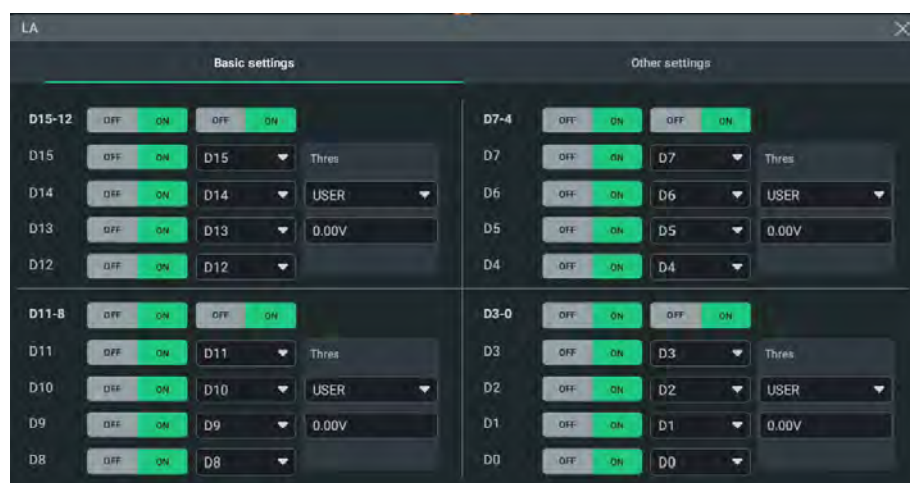 LA
Basic settings Other settings
D15-12 OFF ON OFF ON
D15 OFF ON D15 Thres
D14 OFF ON D14 USER
D13 OFF ON D13 0.00V
D12 OFF ON D12
D7-4 OFF ON OFF ON
D7 OFF ON D7 Thres
D6 OFF ON D6 USER
D5 OFF ON D5 0.00V
D4 OFF ON D4
D11-8 OFF ON OFF ON
D11 OFF ON D11 Thres
D10 OFF ON D10 USER
D9 OFF ON D9 0.00V
D8 OFF ON D8
D3-0 OFF ON OFF ON
D3 OFF ON D3 Thres
D2 OFF ON D2 USER
D1 OFF ON D1 0.00V
D0 OFF ON D0